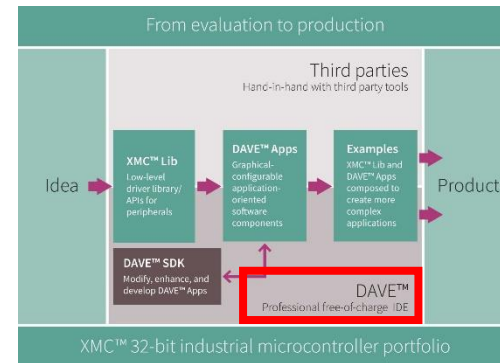 From evaluation to production
Third parties
Hand-in-hand with third party tools
Idea
XMC™ Lib
Low-level
driver library/
APIs for
peripherals
DAVE™ Apps
Graphical-
configurable
application-
oriented
software
components
Examples
XMC™ Lib and
DAVE™ Apps
composed to
create more
complex
applications
Product
DAVE™ SDK
Modify, enhance, and
develop DAVE™ Apps
DAVE™
Professional free-of-charge IDE
XMC™ 32-bit industrial microcontroller portfolio